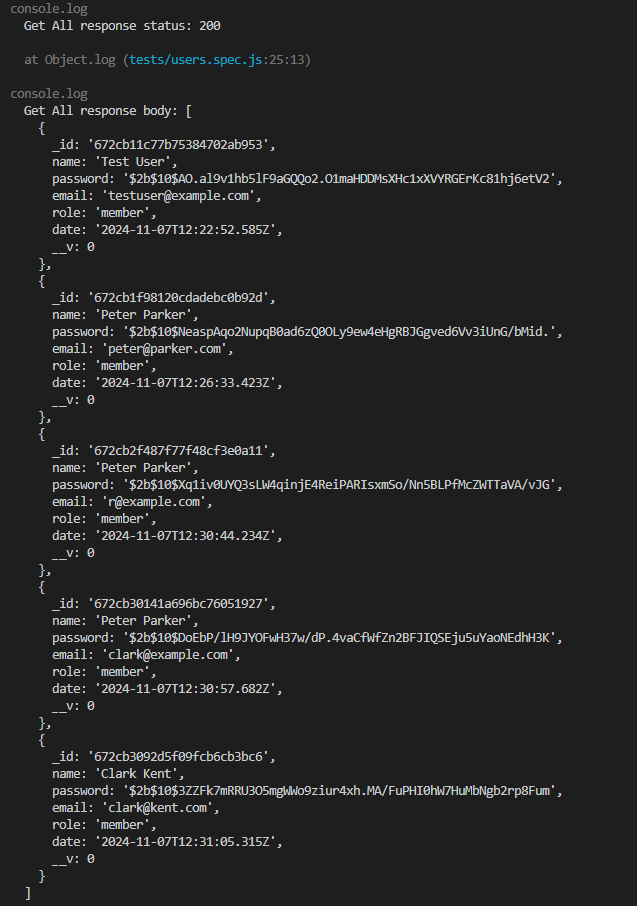 console.log
Get All response status: 200
at Object.log (tests/users.spec.js:25:13)
console.log
Get All response body: [
{
_id: '672cb11c77b75384702ab953',
name: 'Test User',
password: '$2b$10$AO.al9v1hb5lF9aGQQo2.O1maHDDMsXHc1xXVYRGErKc81hj6etV2',
email: 'testuser@example.com',
role: 'member',
date: '2024-11-07T12:22:52.585Z',
__v: 0
},
{
_id: '672cb1f98120cdadebc0b92d',
name: 'Peter Parker',
password: '$2b$10$NeaspAqo2NupqB0ad6zQ0OLy9ew4eHgRBJGgved6Vv3iUnG/bMid.',
email: 'peter@parker.com',
role: 'member',
date: '2024-11-07T12:26:33.423Z',
__v: 0
},
{
_id: '672cb2f487f77f48cf3e0a11',
name: 'Peter Parker',
password: '$2b$10$Xq1iv0UYQ3sLW4qinjE4ReiPARIsxmSo/Nn5BLPfMcZWTTaVA/vJG',
email: 'r@example.com',
role: 'member',
date: '2024-11-07T12:30:44.234Z',
__v: 0
},
{
_id: '672cb30141a696bc76051927',
name: 'Peter Parker',
password: '$2b$10$DoEbP/lH9JYOFwH37w/dP.4vaCfWfZn2BFJIQSEju5uYaoNEdhH3K',
email: 'clark@example.com',
role: 'member',
date: '2024-11-07T12:30:57.682Z',
__v: 0
},
{
_id: '672cb3092d5f09fcb6cb3bc6',
name: 'Clark Kent',
password: '$2b$10$3ZZFk7mRRU3O5mgWWo9ziur4xh.MA/FuPHI0hW7HuMbNgb2rp8Fum',
email: 'clark@kent.com',
role: 'member',
date: '2024-11-07T12:31:05.315Z',
__v: 0
}
]